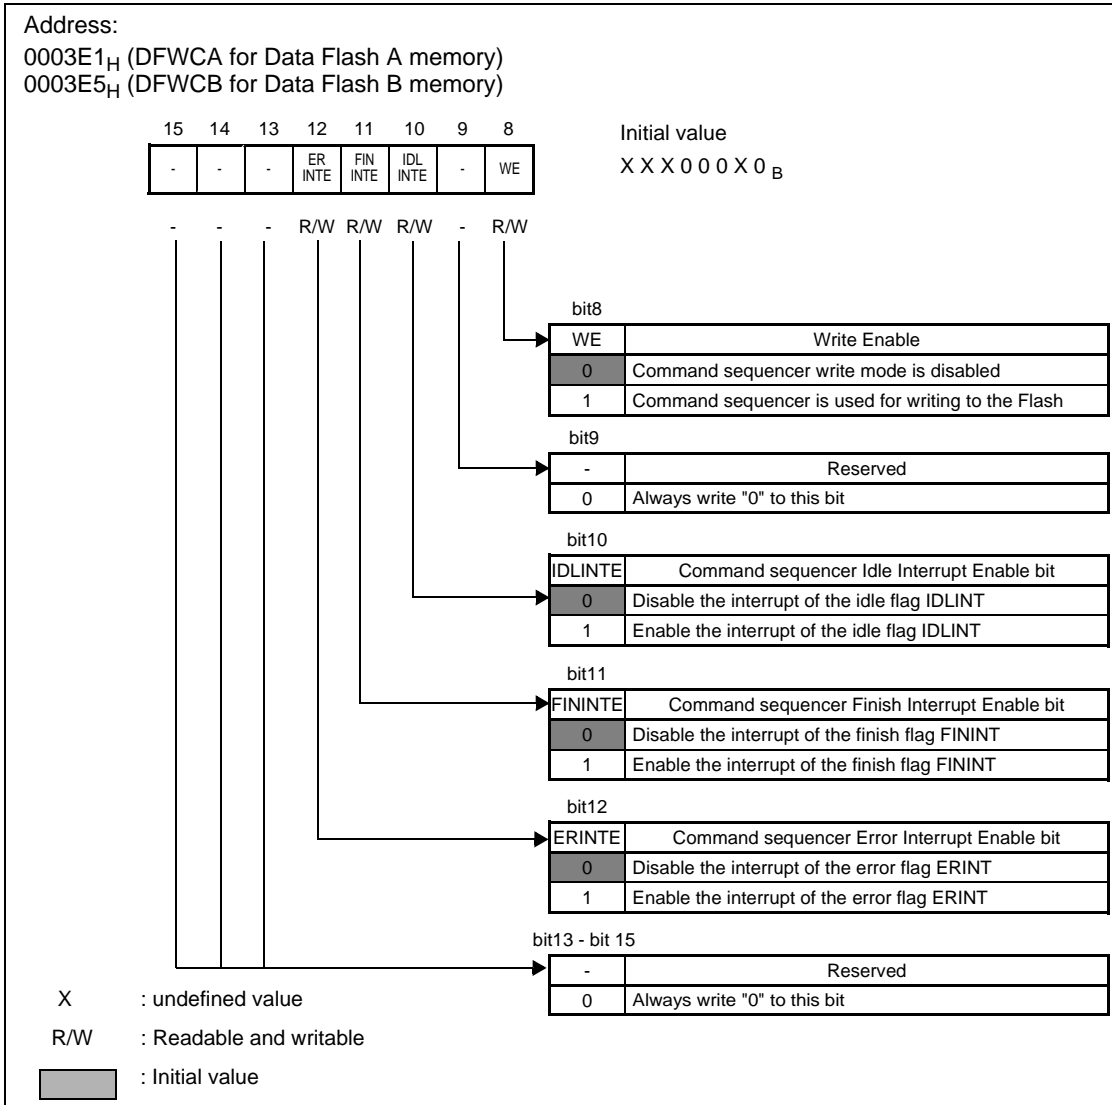 Address:
0003E1H (DFWCA for Data Flash A memory)
0003E5H (DFWCB for Data Flash B memory)
15 14 13 12 11 10 9 8
Initial value
- - - ER INTE FIN INTE IDL INTE - WE
X X X 0 0 0 X 0 B
- - - R/W R/W R/W - R/W
bit8
WE Write Enable
0 Command sequencer write mode is disabled
1 Command sequencer is used for writing to the Flash
bit9
- Reserved
0 Always write "0" to this bit
bit10
IDLINTE Command sequencer Idle Interrupt Enable bit
0 Disable the interrupt of the idle flag IDLINT
1 Enable the interrupt of the idle flag IDLINT
bit11
FININTE Command sequencer Finish Interrupt Enable bit
0 Disable the interrupt of the finish flag FININT
1 Enable the interrupt of the finish flag FININT
bit12
ERINTE Command sequencer Error Interrupt Enable bit
0 Disable the interrupt of the error flag ERINT
1 Enable the interrupt of the error flag ERINT
bit13 - bit 15
- Reserved
0 Always write "0" to this bit
X : undefined value
R/W : Readable and writable
: Initial value